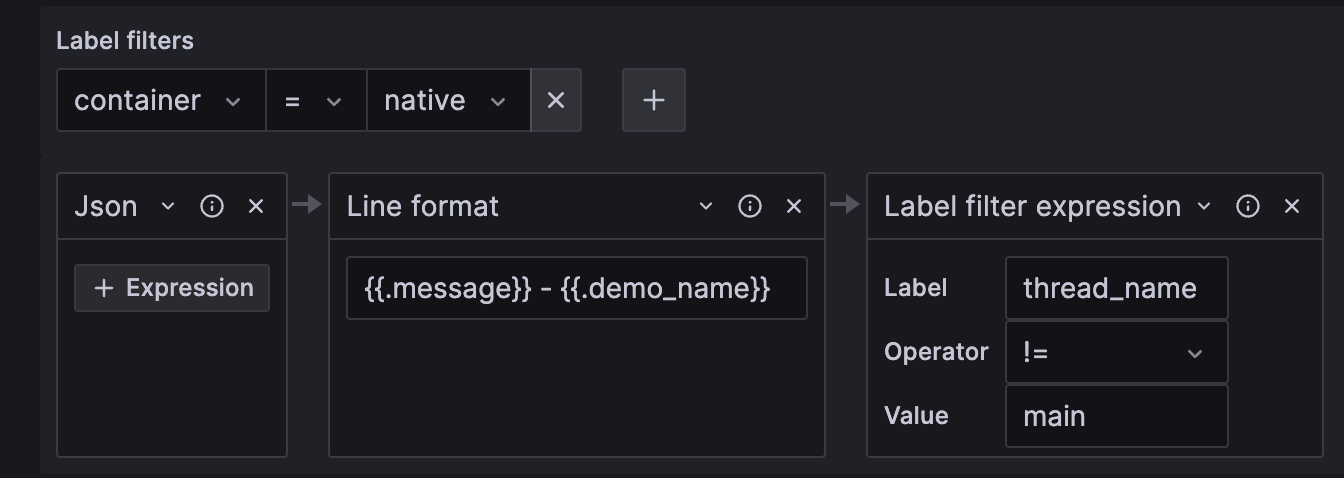 Label filters
container = native
Json Line format Label filter expression
+ Expression {{.message}} - {{.demo_name}} Label thread_name
Operator !=
Value main